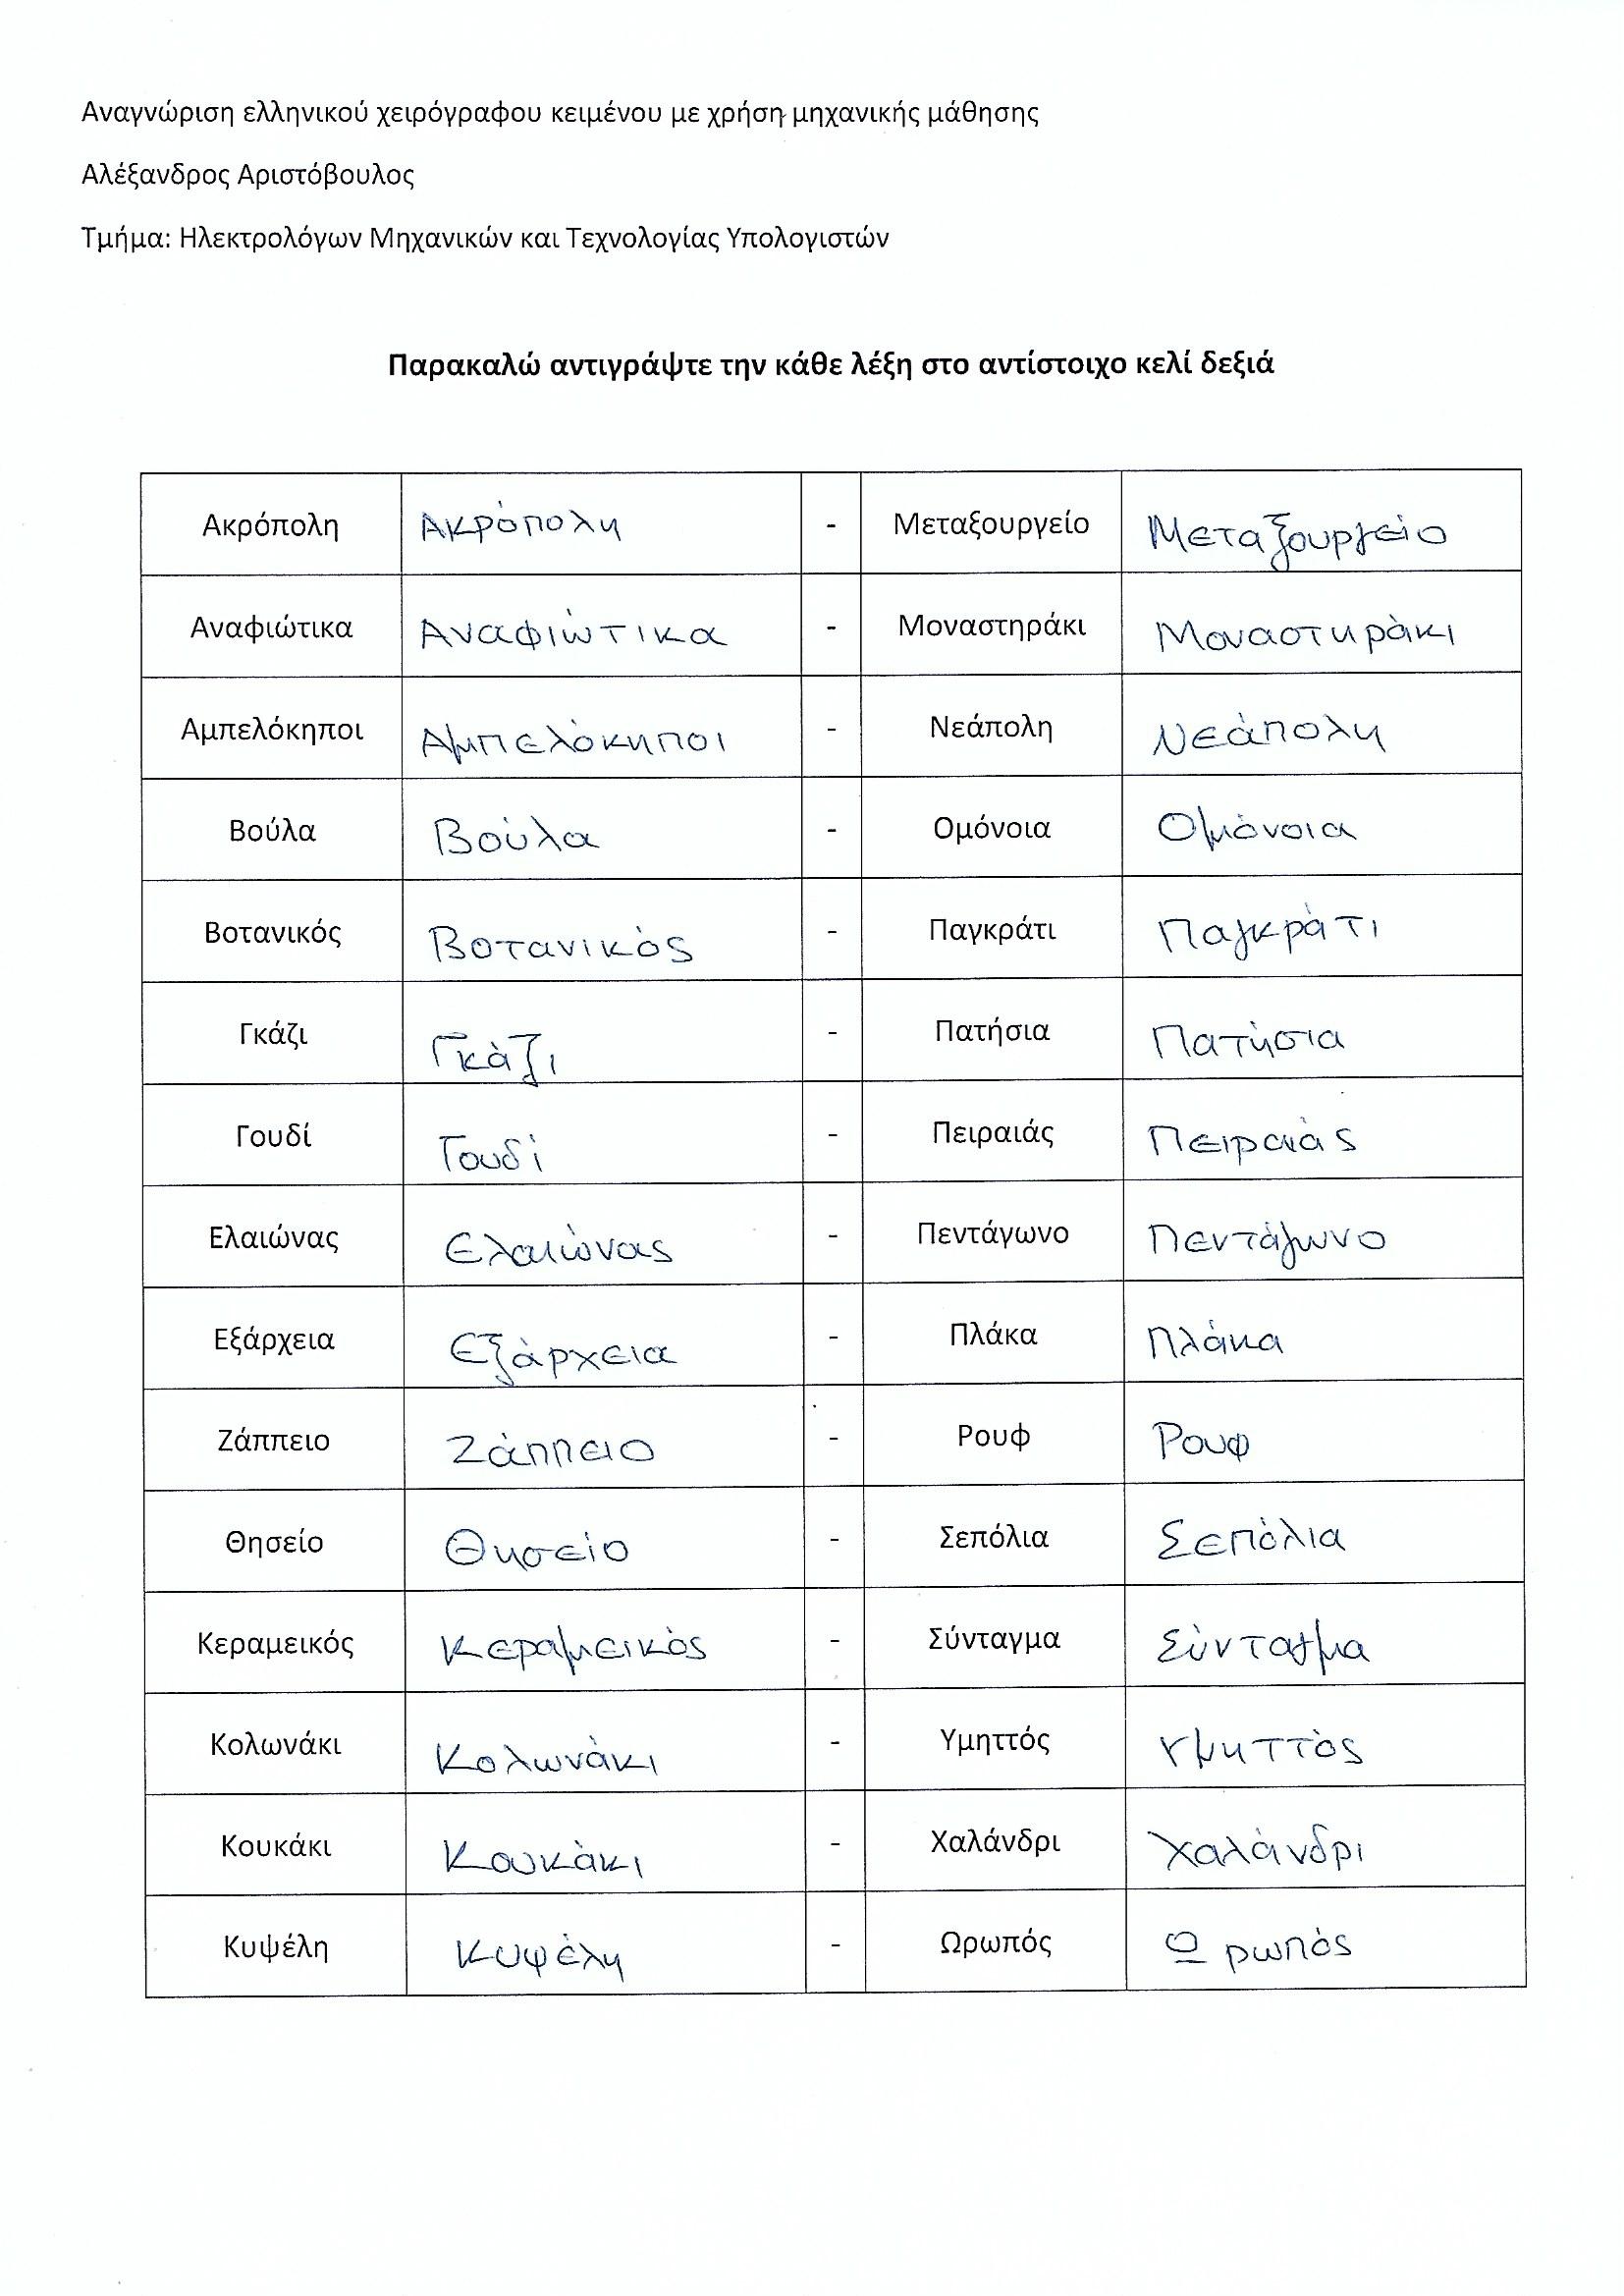 Αναγνώριση ελληνικού χειρόγραφου κειμένου με χρήση μηχανικής μάθησης
Αλέξανδρος Αριστόβουλος
Τμήμα: Ηλεκτρολόγων Μηχανικών και Τεχνολογίας Υπολογιστών
Παρακαλώ αντιγράψτε την κάθε λέξη στο αντίστοιχο κελί δεξιά
Ακρόπολη Ακρόπολη - Μεταξουργείο Μεταξουργείο
Αναφιώτικα Αναφιώτικα - Μοναστηράκι Μοναστηράκι
Αμπελόκηποι Αμπελόκηποι - Νεάπολη Νεάπολη
Βούλα Βούλα - Ομόνοια Ομόνοια
Βοτανικός Βοτανικός - Παγκράτι Παγκράτι
Γκάζι Γκάζι - Πατήσια Πατήσια
Γουδί Γουδί - Πειραιάς Πειραιάς
Ελαιώνας Ελαιώνας - Πεντάγωνο Πεντάγωνο
Εξάρχεια Εξάρχεια - Πλάκα Πλάκα
Ζάππειο Ζάππειο - Ρουφ Ρουφ
Θησείο Θησείο - Σεπόλια Σεπόλια
Κεραμεικός Κεραμεικός - Σύνταγμα Σύνταγμα
Κολωνάκι Κολωνάκι - Υμηττός Υμηττός
Κουκάκι Κουκάκι - Χαλάνδρι Χαλάνδρι
Κυψέλη Κυψέλη - Ωρωπός Ωρωπός